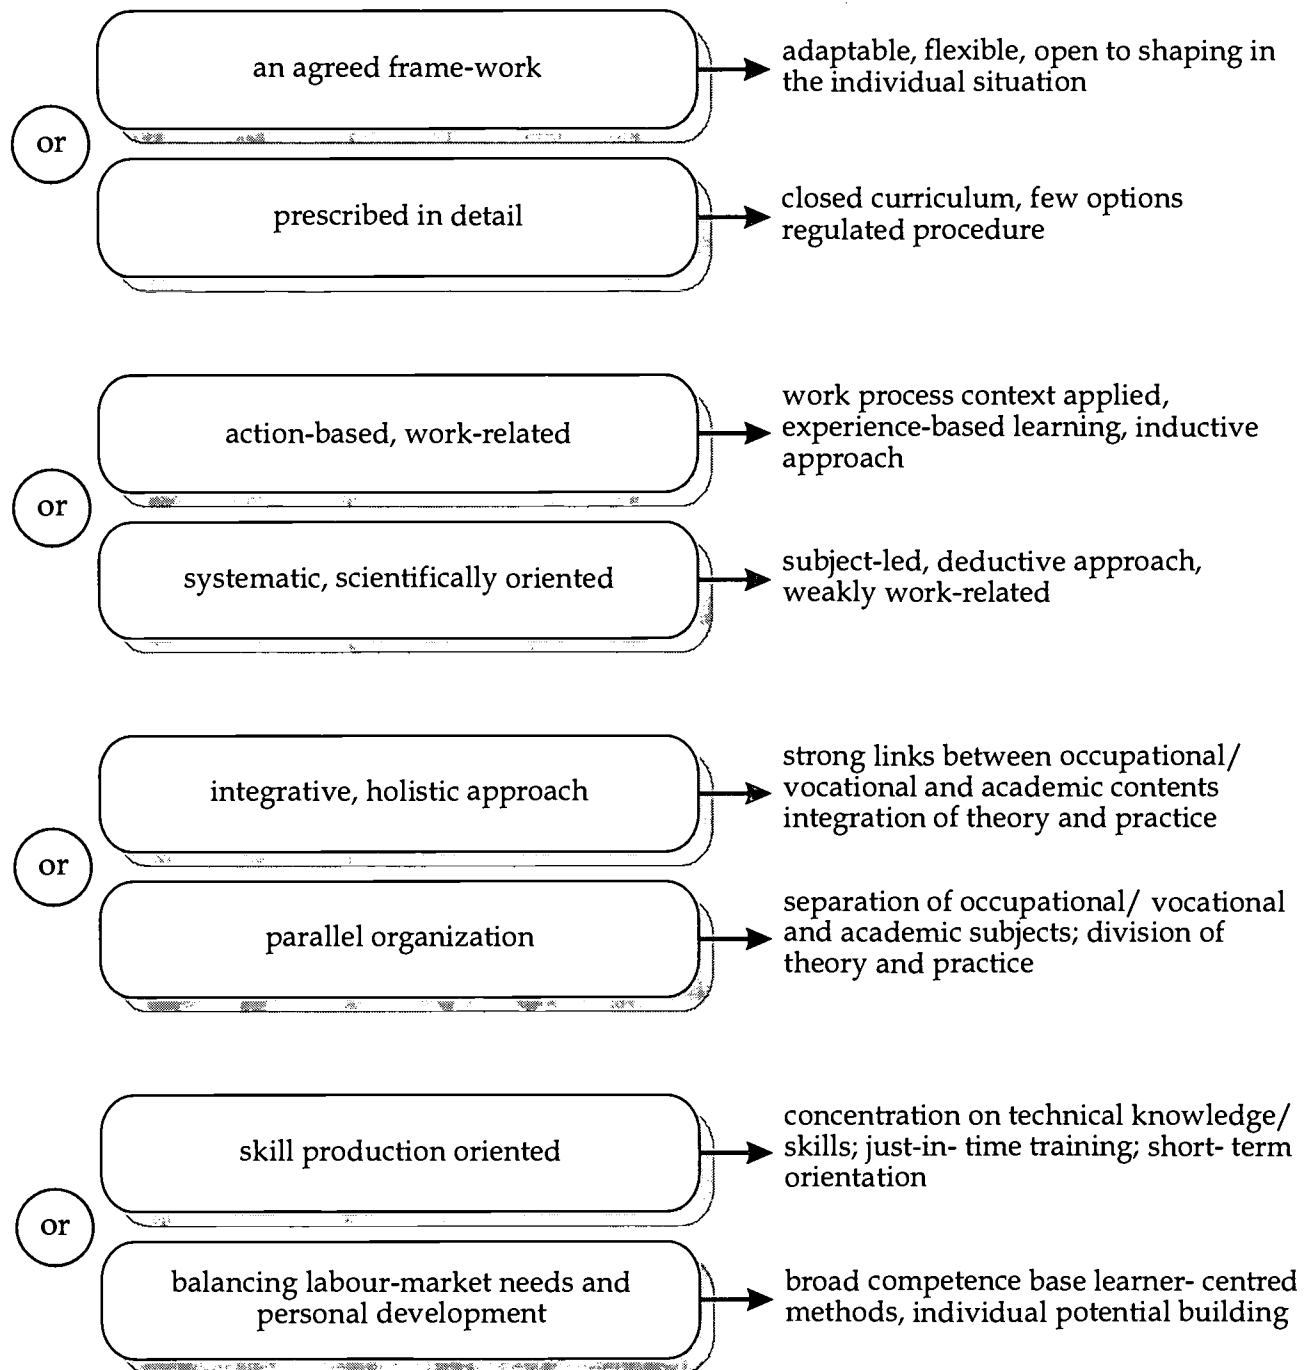 an agreed frame-work
adaptable, flexible, open to shaping in
the individual situation
or
prescribed in detail
closed curriculum, few options
regulated procedure
action-based, work-related
work process context applied,
experience-based learning, inductive
approach
or
systematic, scientifically oriented
subject-led, deductive approach,
weakly work-related
integrative, holistic approach
strong links between occupational/
vocational and academic contents
integration of theory and practice
or
parallel organization
separation of occupational/ vocational
and academic subjects; division of
theory and practice
skill production oriented
concentration on technical knowledge/
skills; just-in- time training; short- term
orientation
or
balancing labour-market needs and
personal development
broad competence base learner- centred
methods, individual potential building